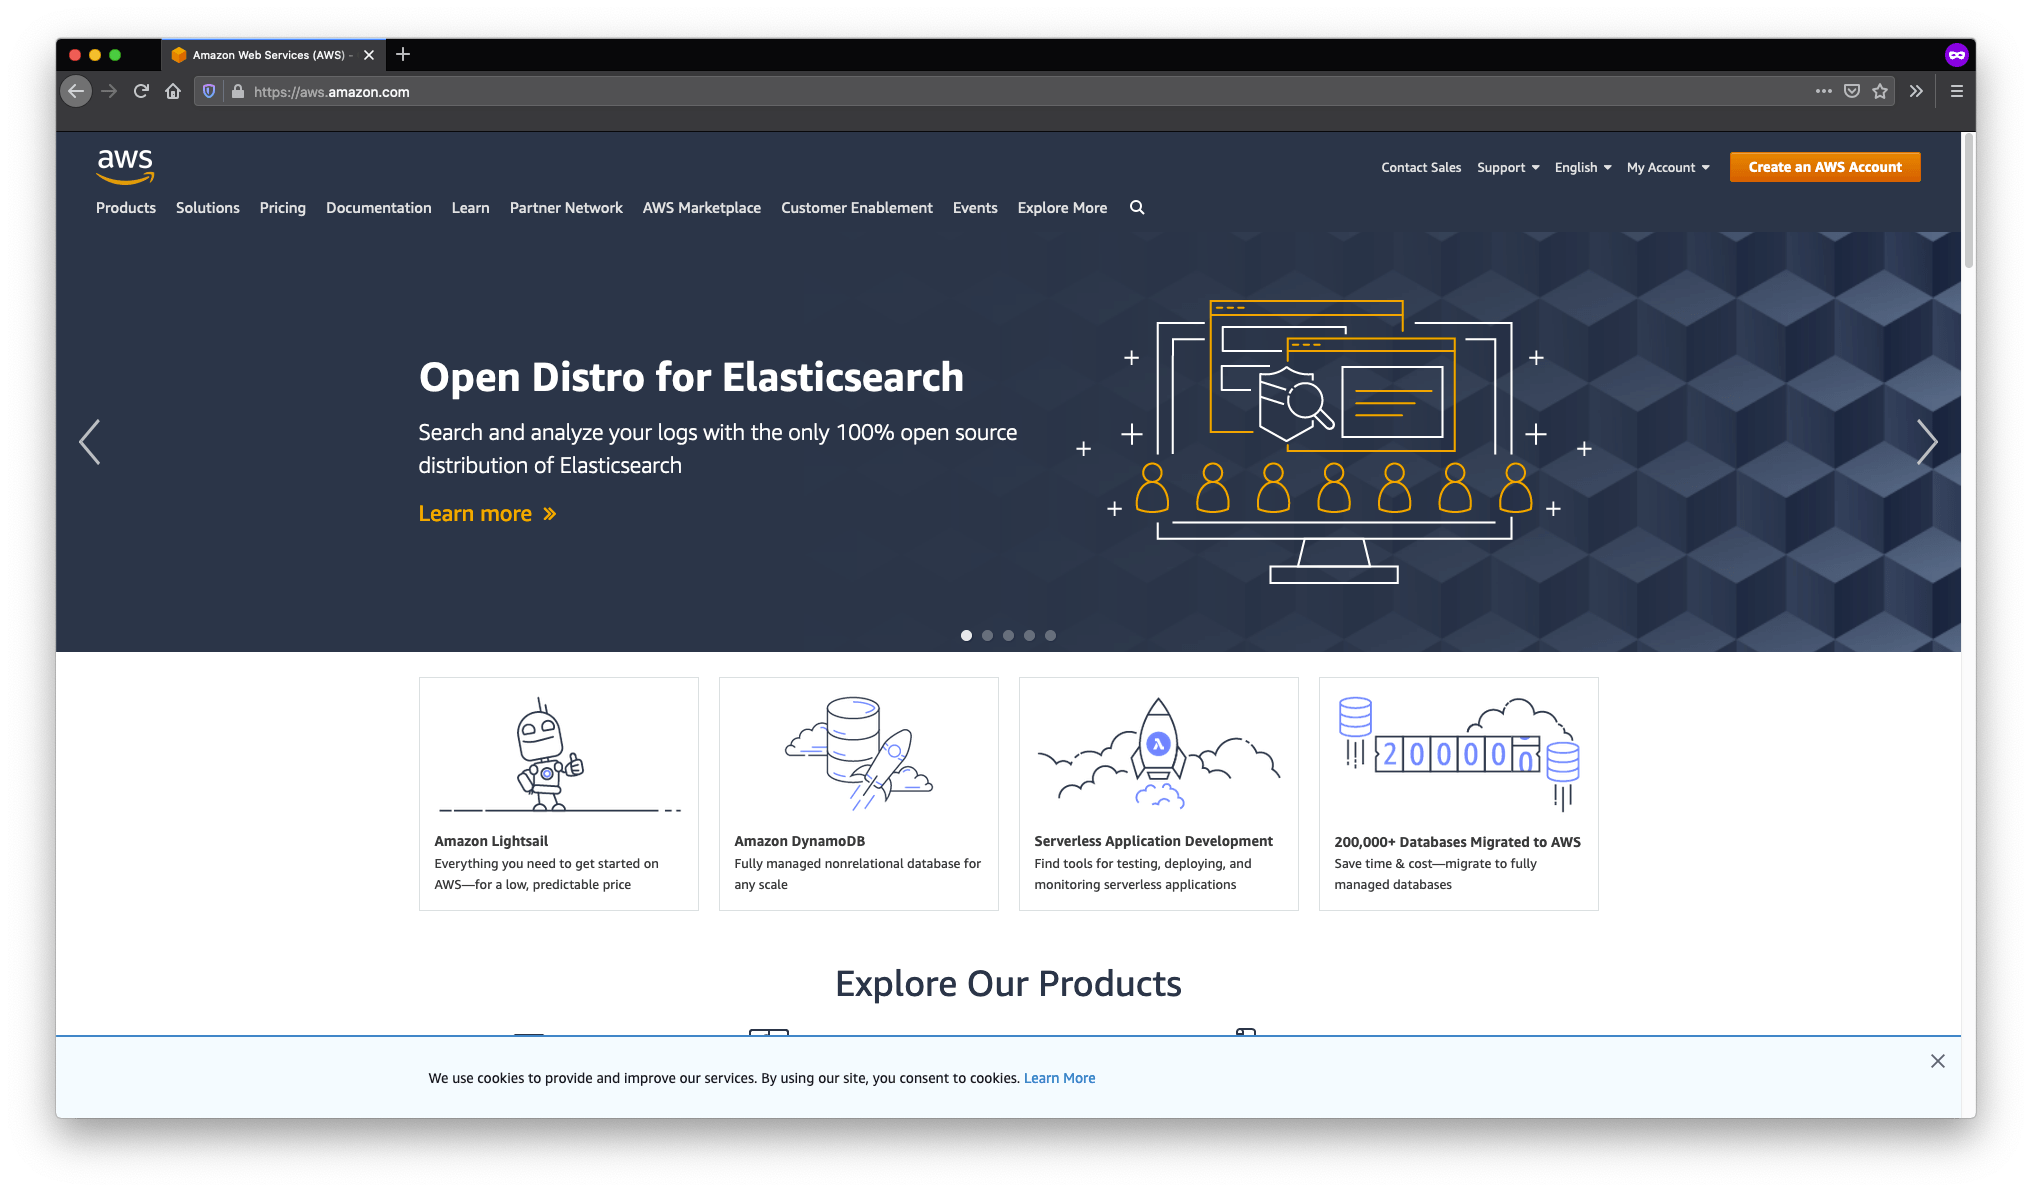 Amazon Web Services (AWS) -
https://aws.amazon.com
aws
Contact Sales Support English My Account Create an AWS Account
Products Solutions Pricing Documentation Learn Partner Network AWS Marketplace Customer Enablement Events Explore More
Open Distro for Elasticsearch
Search and analyze your logs with the only 100% open source
distribution of Elasticsearch
Learn more »
200000
Amazon Lightsail
Everything you need to get started on
AWS—for a low, predictable price
Amazon DynamoDB
Fully managed nonrelational database for
any scale
Serverless Application Development
Find tools for testing, deploying, and
monitoring serverless applications
200,000+ Databases Migrated to AWS
Save time & cost—migrate to fully
managed databases
Explore Our Products
We use cookies to provide and improve our services. By using our site, you consent to cookies. Learn More